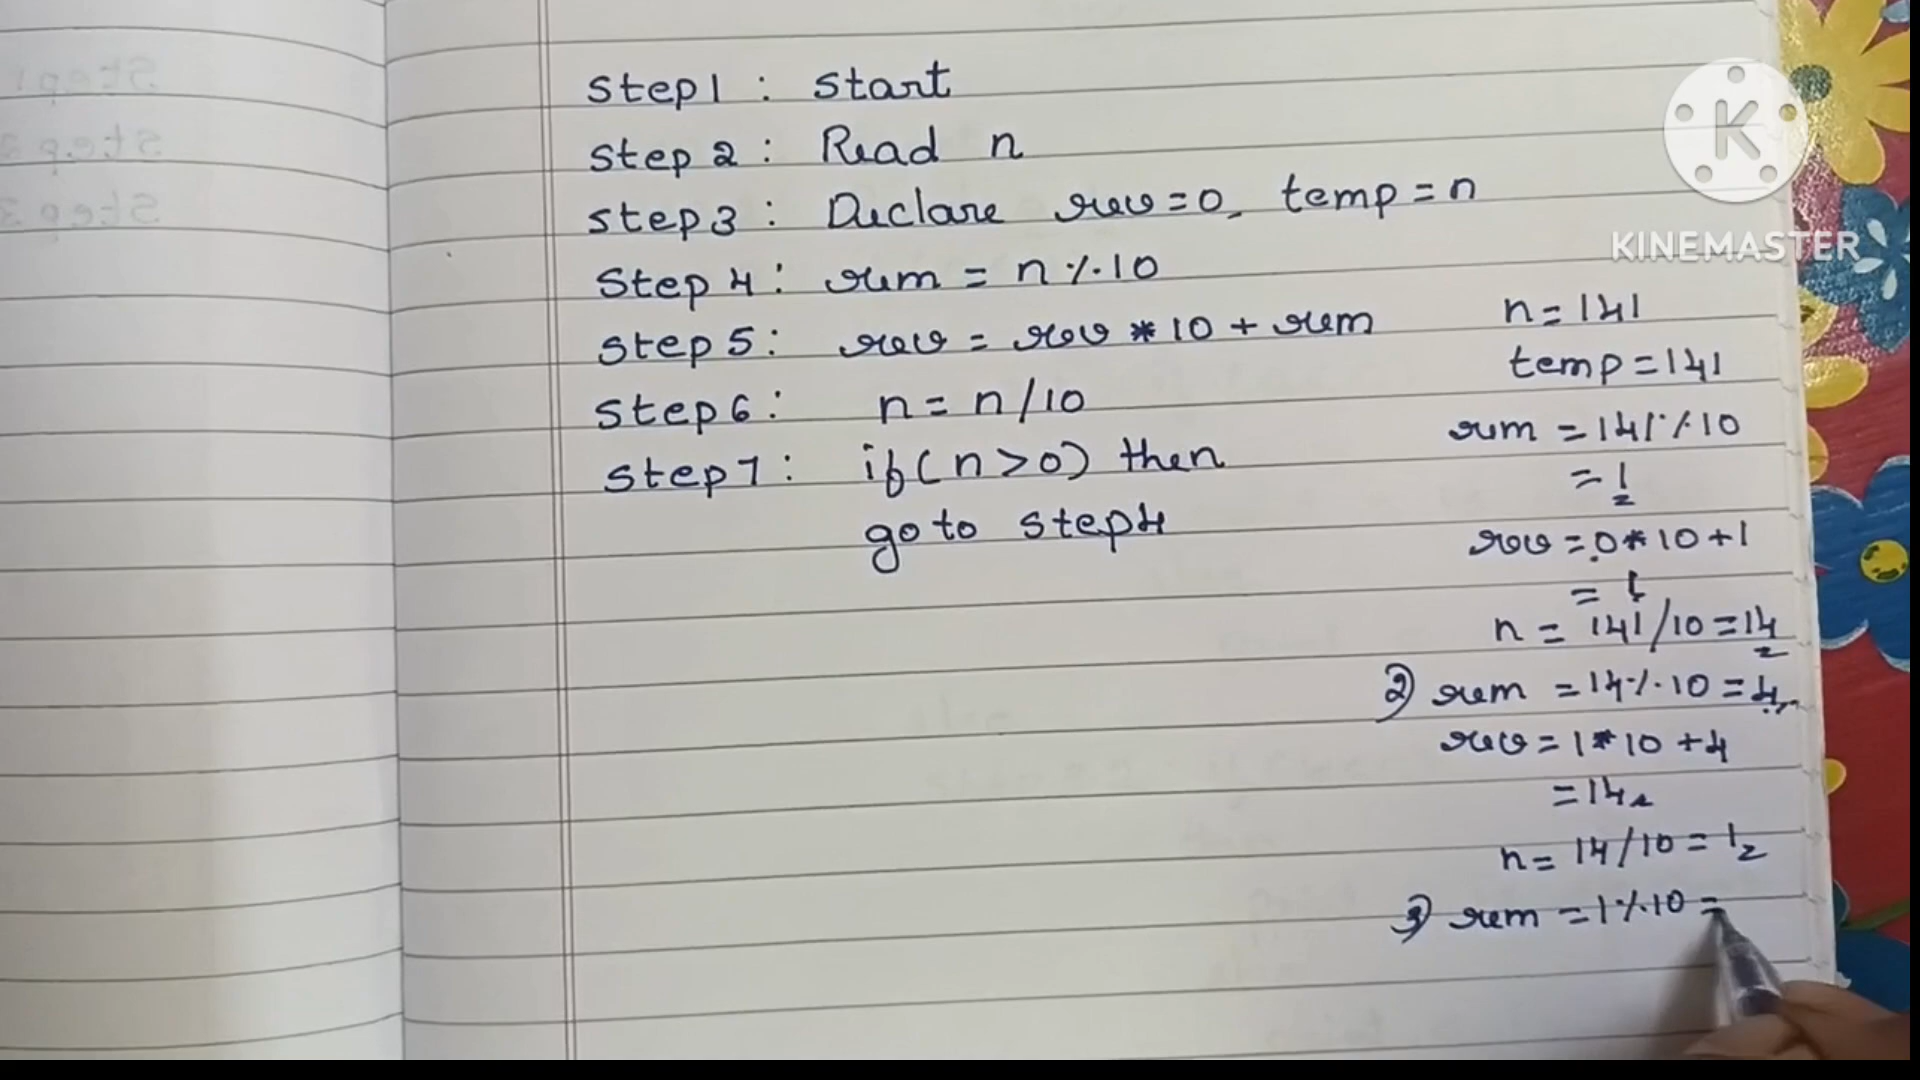 Step1 : Start
Step 2 : Read n
Step3 : Declare rev=0, temp=n
Step 4 : rem = n%10
Step 5 : rev = rev * 10 + rem
Step6 : n = n/10
Step7 : if(n>0) then
go to step4
n=141
temp=141
rem =141%10
=1
rev =0*10+1
= 1
n = 141/10=14
2) rem =14%10=4
rev=1*10+4
=14
n= 14/10=1
3) rem =1%10 =
K
KINEMASTER